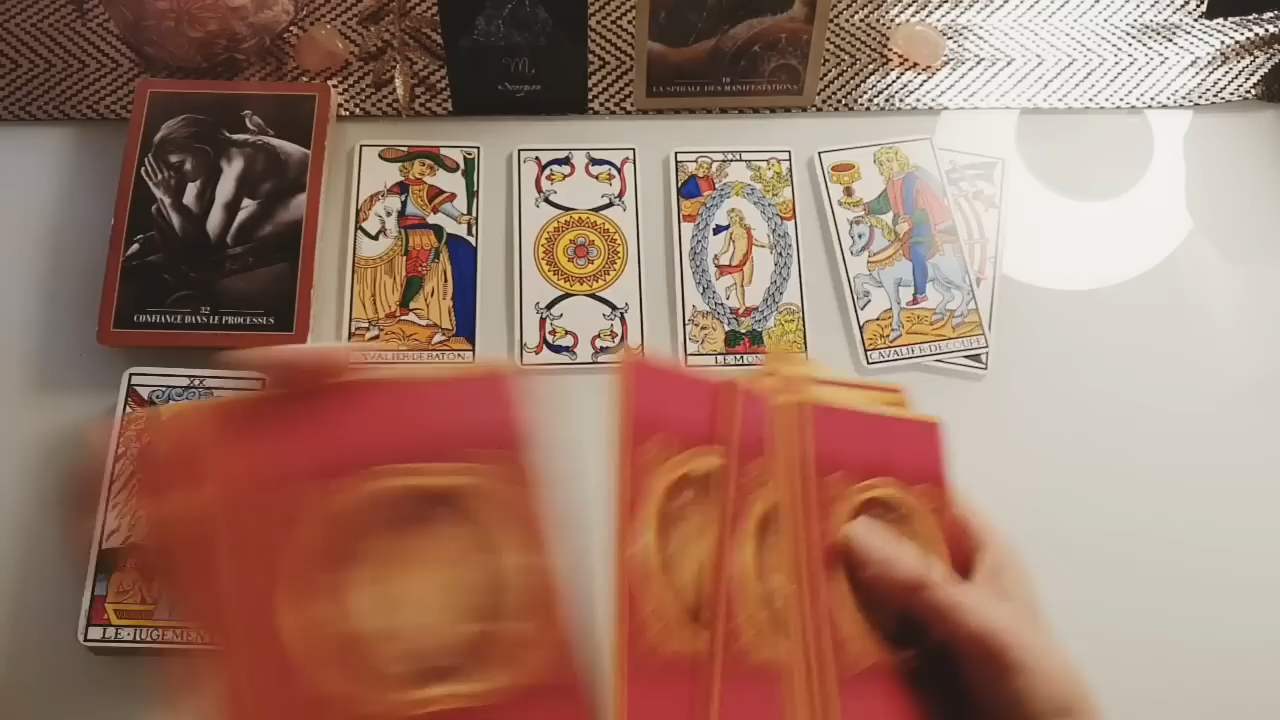 Scorpion
18
LA SPIRALE DES MANIFESTATIONS
32
CONFIANCE DANS LE PROCESSUS
XXI
CAVALIER·DE·BATON·
LE·MON
CAVALIER·DE·COUPE
XX
LE·JUGEMENT